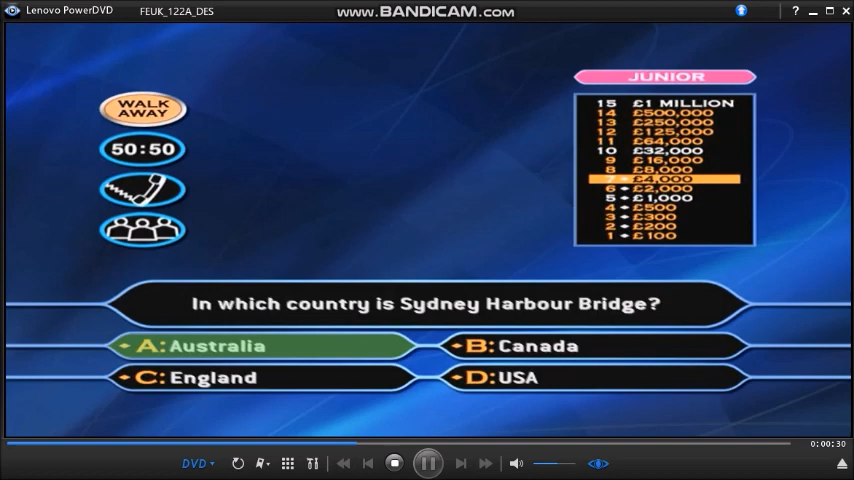 Lenovo PowerDVD
FEUK_122A_DES
www.BANDICAM.com
?
WALK AWAY
50:50
JUNIOR
15 £1 MILLION
14 £500,000
13 £250,000
12 £125,000
11 £64,000
10 £32,000
9 £16,000
8 £8,000
7 £4,000
6 £2,000
5 £1,000
4 £500
3 £300
2 £200
1 £100
In which country is Sydney Harbour Bridge?
A: Australia
B: Canada
C: England
D: USA
0:00:30
DVD